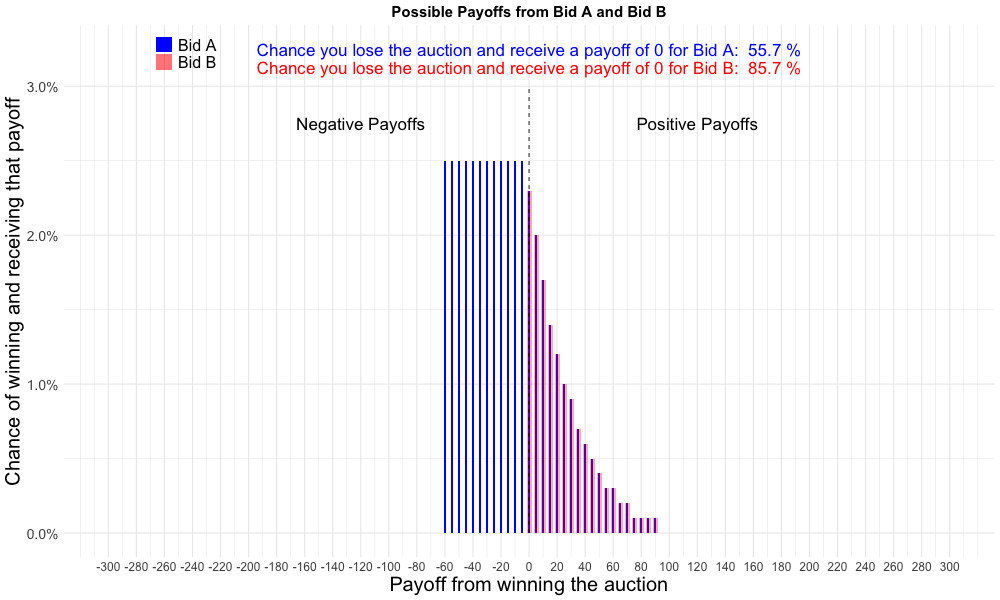 Possible Payoffs from Bid A and Bid B
Bid A
Bid B
Chance you lose the auction and receive a payoff of 0 for Bid A:  55.7 %
Chance you lose the auction and receive a payoff of 0 for Bid B:  85.7 %
Negative Payoffs
Positive Payoffs
Chance of winning and receiving that payoff
3.0%
2.0%
1.0%
0.0%
-300 -280 -260 -240 -220 -200 -180 -160 -140 -120 -100 -80 -60 -40 -20 0 20 40 60 80 100 120 140 160 180 200 220 240 260 280 300
Payoff from winning the auction